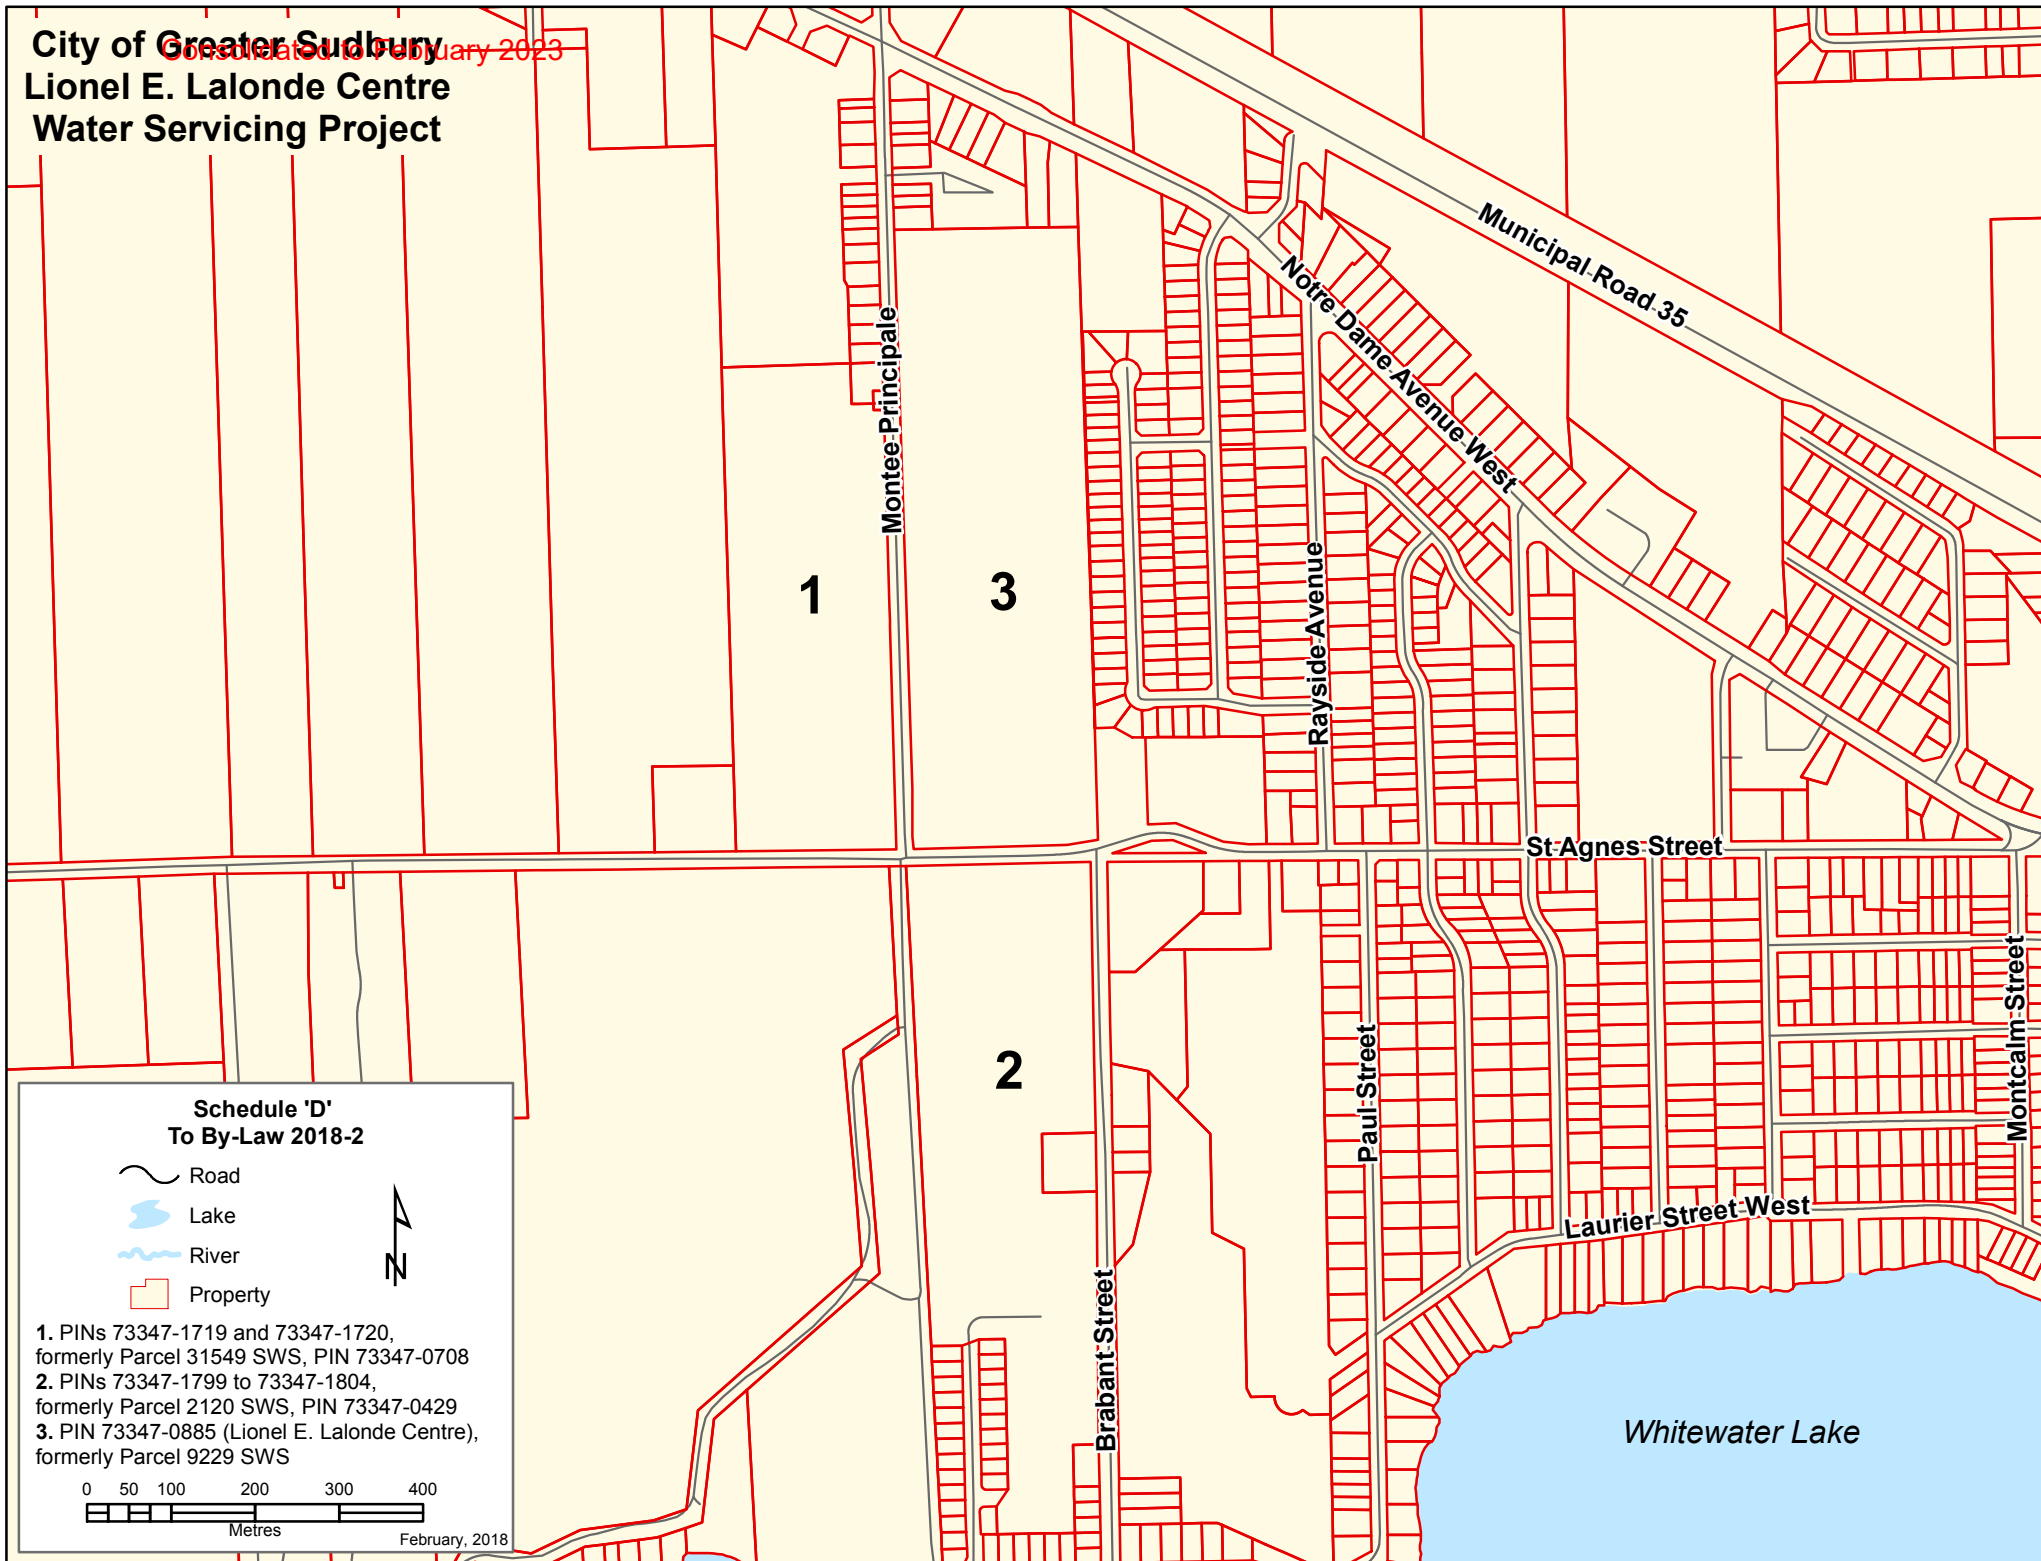 City of Greater Sudbury
Consolidated to February 2023
Lionel E. Lalonde Centre
Water Servicing Project
Municipal Road 35
Notre Dame Avenue West
Montee Principale
1
3
Rayside Avenue
St Agnes Street
2
Paul Street
Montcalm Street
Laurier Street West
Brabant Street
Whitewater Lake
Schedule 'D'
To By-Law 2018-2
Road
Lake
River
Property
N
1. PINs 73347-1719 and 73347-1720,
formerly Parcel 31549 SWS, PIN 73347-0708
2. PINs 73347-1799 to 73347-1804,
formerly Parcel 2120 SWS, PIN 73347-0429
3. PIN 73347-0885 (Lionel E. Lalonde Centre),
formerly Parcel 9229 SWS
0 50 100 200 300 400
Metres
February, 2018